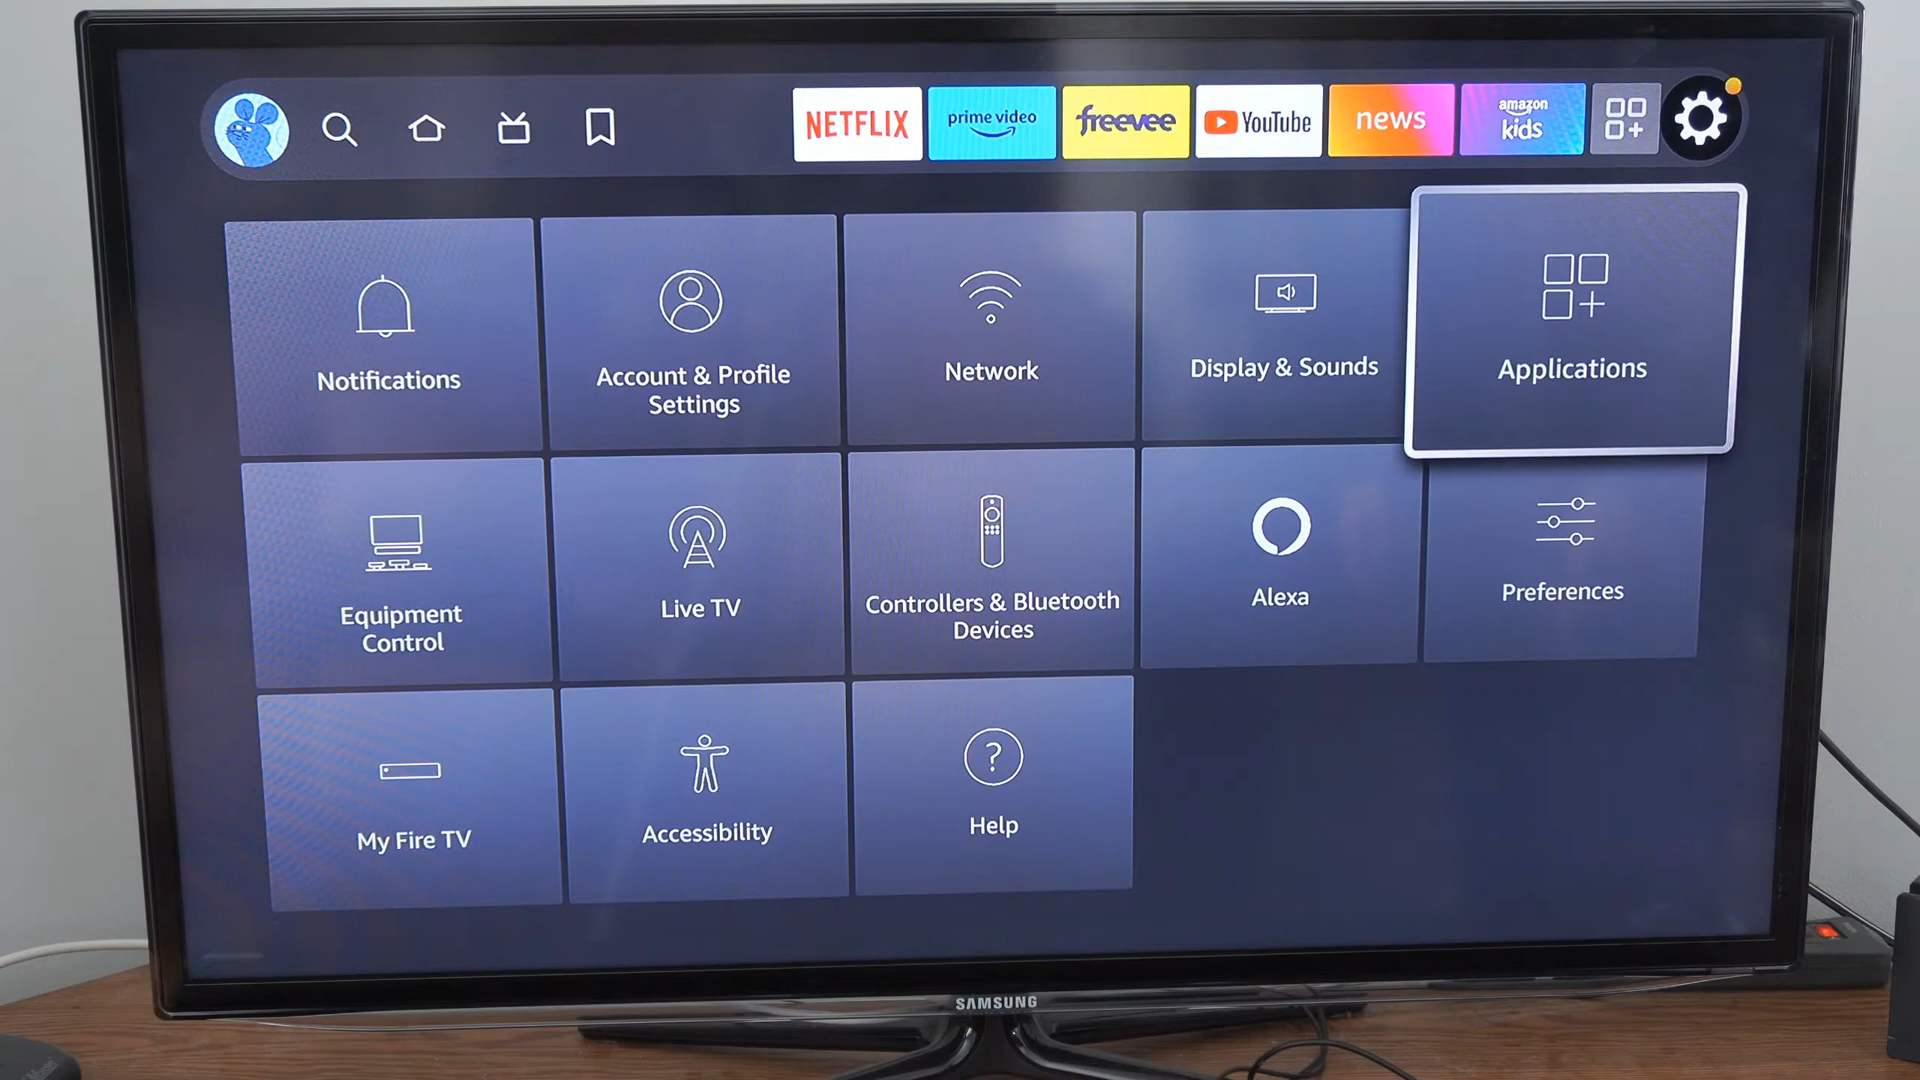 NETFLIX
prime video
freevee
YouTube
news
amazon
kids
Notifications
Account & Profile
Settings
Network
Display & Sounds
Applications
Equipment
Control
Live TV
Controllers & Bluetooth
Devices
Alexa
Preferences
My Fire TV
Accessibility
Help
SAMSUNG